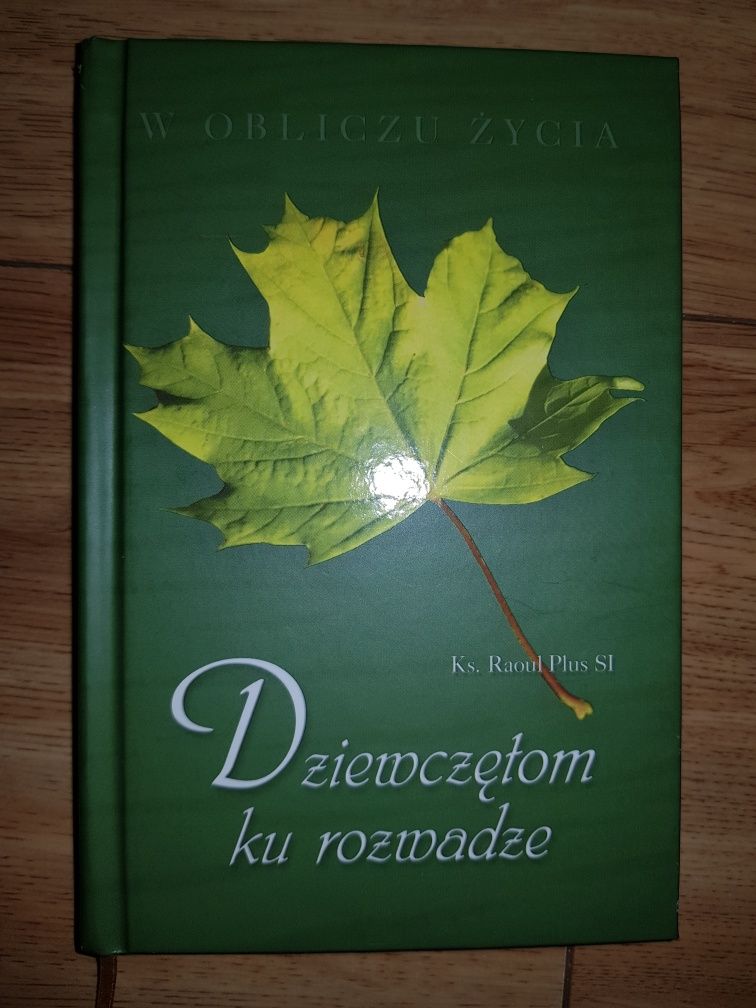 W OBLICZU ŻYCIA
Ks. Raoul Plus SI
Dziewczętom
ku rozwadze